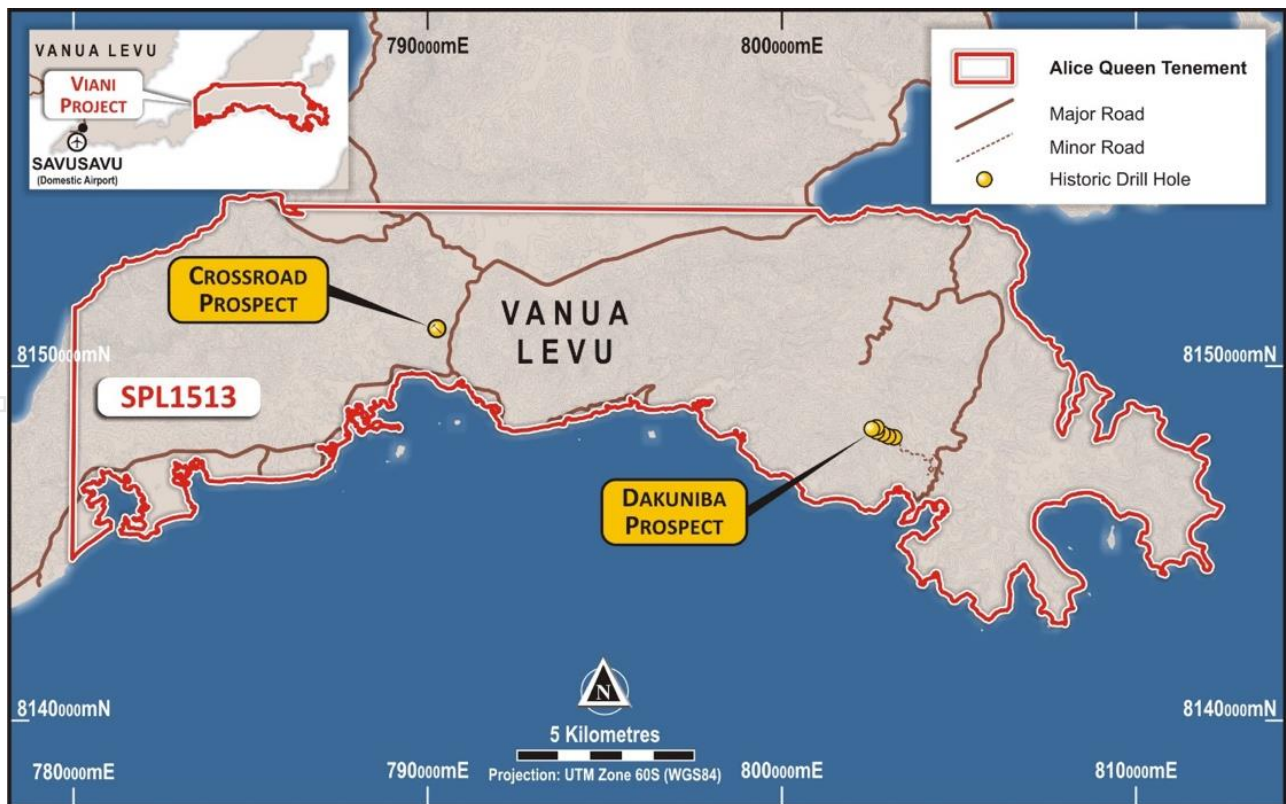 VANUA LEVU
VIANI
PROJECT
SAVUSAVU
(Domestic Airport)
790000mE
800000mE
Alice Queen Tenement
Major Road
Minor Road
Historic Drill Hole
CROSSROAD
PROSPECT
VANUA
LEVU
8150000mN
8150000mN
SPL1513
DAKUNIBA
PROSPECT
N
8140000mN
8140000mN
5 Kilometres
Projection: UTM Zone 60S (WGS84)
780000mE
790000mE
800000mE
810000mE